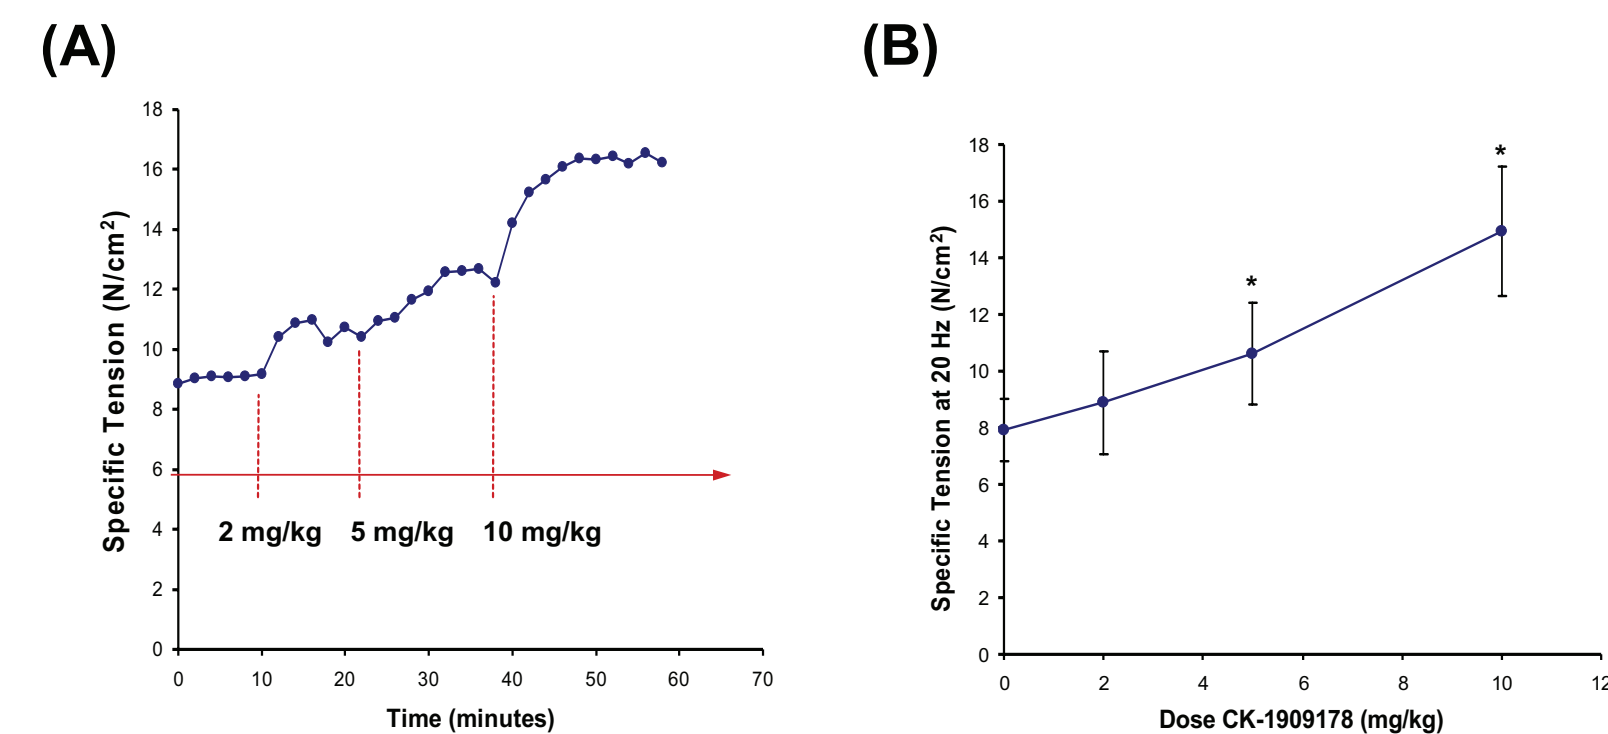 (A)
18
16
14
12
10
8
6
4
2
0
Specific Tension (N/cm²)
2 mg/kg 5 mg/kg 10 mg/kg
0 10 20 30 40 50 60 70
Time (minutes)
(B)
18
16
14
12
10
8
6
4
2
0
Specific Tension at 20 Hz (N/cm²)
*
*
0 2 4 6 8 10 12
Dose CK-1909178 (mg/kg)